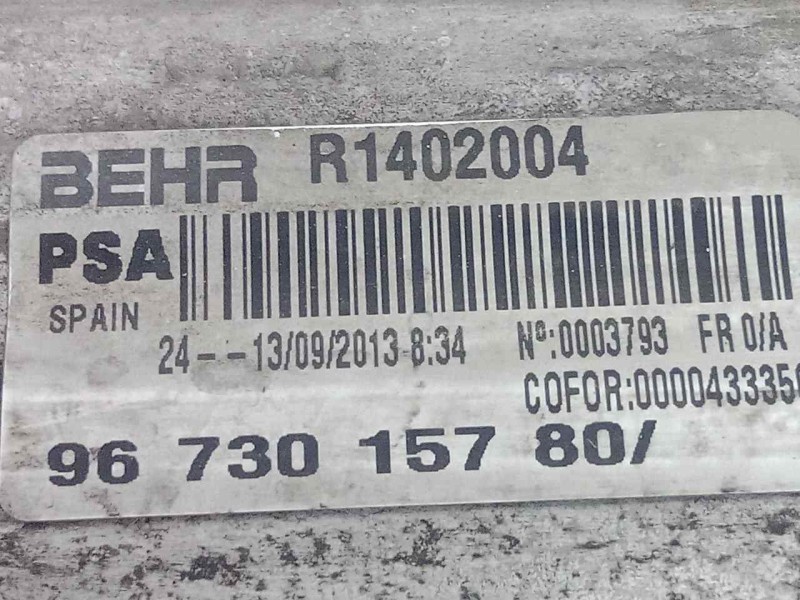 BEHR R1402004
PSA
SPAIN
24 - -13/09/2013-8:34 Nº:0003793 FR 0/A
COFOR:000043335
96 730 157 80/